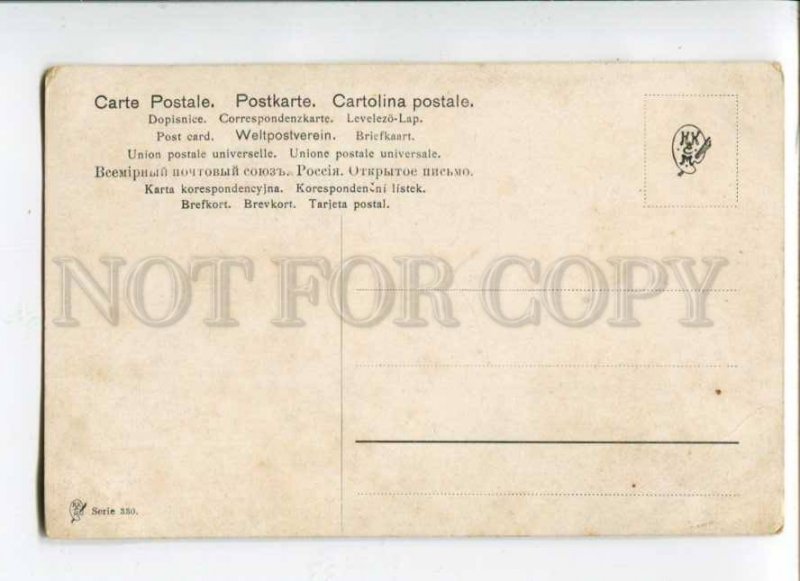 Carte Postale. Postkarte. Cartolina postale.
Dopisnice. Correspondenzkarte. Levelező-Lap.
Post card. Weltpostverein. Briefkaart.
Union postale universelle. Unione postale universale.
Всемірный почтовый союзъ. Россія. Открытое письмо.
Karta korespondencyjna. Korespondenční lístek.
Brefkort. Brevkort. Tarjeta postal.
NOT FOR COPY
Serie 330.